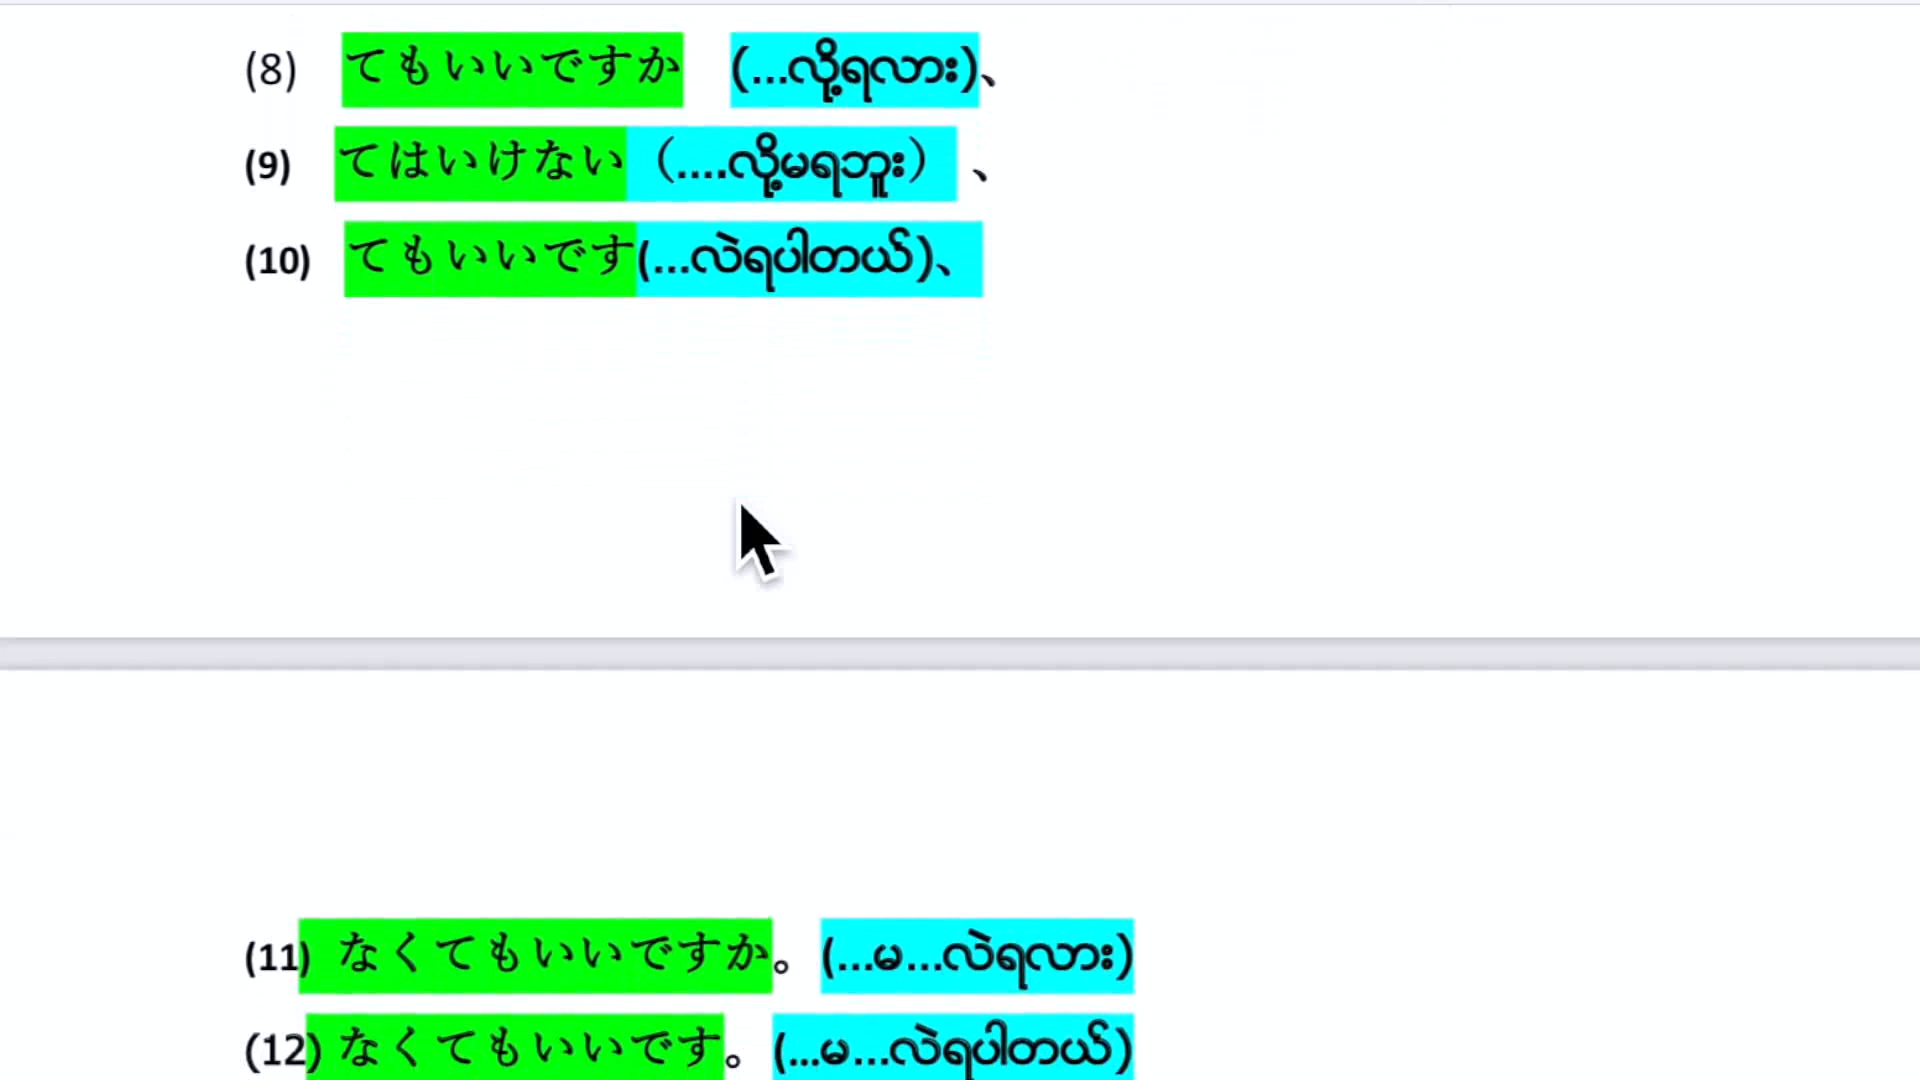 (8) てもいいですか (...လို့ရလား)、
(9) てはいけない （....လို့မရဘူး） 、
(10) てもいいです(...လဲရပါတယ်)、
(11) なくてもいいですか。 (...မ...လဲရလား)
(12) なくてもいいです。 (...မ...လဲရပါတယ်)